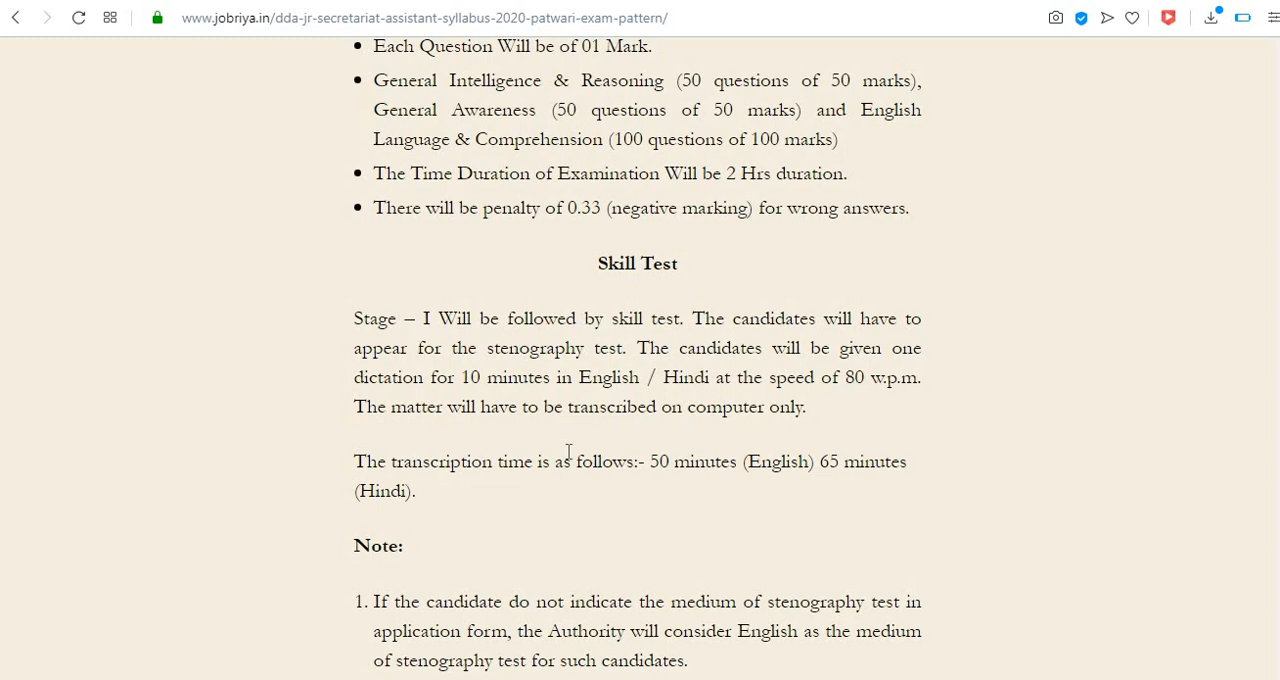 www.jobriya.in/dda-jr-secretariat-assistant-syllabus-2020-patwari-exam-pattern/
• Each Question Will be of 01 Mark.
• General Intelligence & Reasoning (50 questions of 50 marks),
General Awareness (50 questions of 50 marks) and English
Language & Comprehension (100 questions of 100 marks)
• The Time Duration of Examination Will be 2 Hrs duration.
• There will be penalty of 0.33 (negative marking) for wrong answers.
Skill Test
Stage – I Will be followed by skill test. The candidates will have to
appear for the stenography test. The candidates will be given one
dictation for 10 minutes in English / Hindi at the speed of 80 w.p.m.
The matter will have to be transcribed on computer only.
The transcription time is as follows:- 50 minutes (English) 65 minutes
(Hindi).
Note:
1. If the candidate do not indicate the medium of stenography test in
application form, the Authority will consider English as the medium
of stenography test for such candidates.